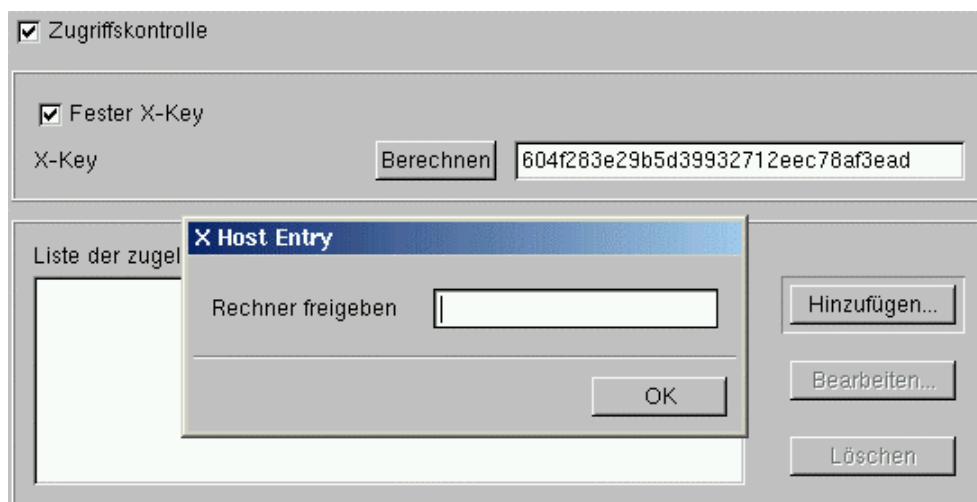 Zugriffskontrolle
Fester X-Key
X-Key Berechnen 604f283e29b5d39932712eec78af3ead
X Host Entry
Liste der zugel
Rechner freigeben
Hinzufügen...
Bearbeiten...
OK
Löschen